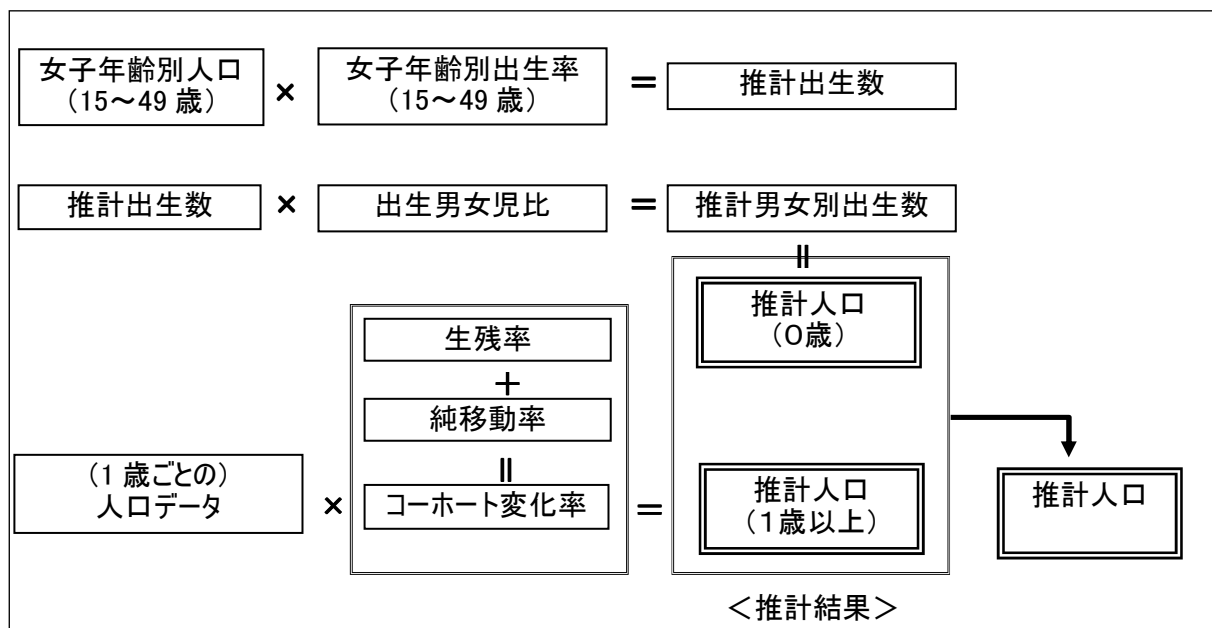 女子年齢別人口
(15～49 歳)
×
女子年齢別出生率
(15～49 歳)
＝
推計出生数
推計出生数
×
出生男女児比
＝
推計男女別出生数
||
推計人口
(0歳)
生残率
＋
純移動率
||
(1 歳ごとの)
人口データ
×
コーホート変化率
＝
推計人口
(１歳以上)
推計人口
＜推計結果＞